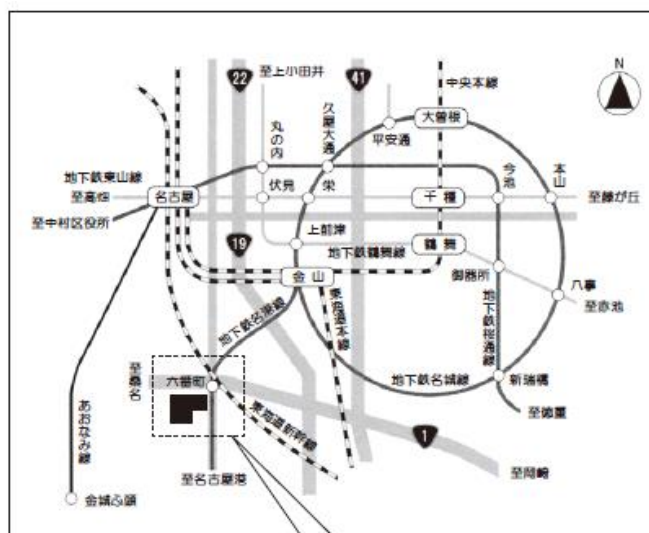 N
22
至上小田井
41
中央本線
久屋大通
丸の内
平安通
大曽根
地下鉄東山線
至高畑
名古屋
伏見
栄
千種
今池
本山
至藤が丘
至中村区役所
19
上前津
地下鉄鶴舞線
鶴舞
金山
御器所
八事
至赤池
地下鉄名港線
東海道本線
地下鉄桜通線
至桑名
六番町
地下鉄名城線
新瑞橋
あおなみ線
東海道新幹線
1
至徳重
至名古屋港
至岡崎
金城ふ頭